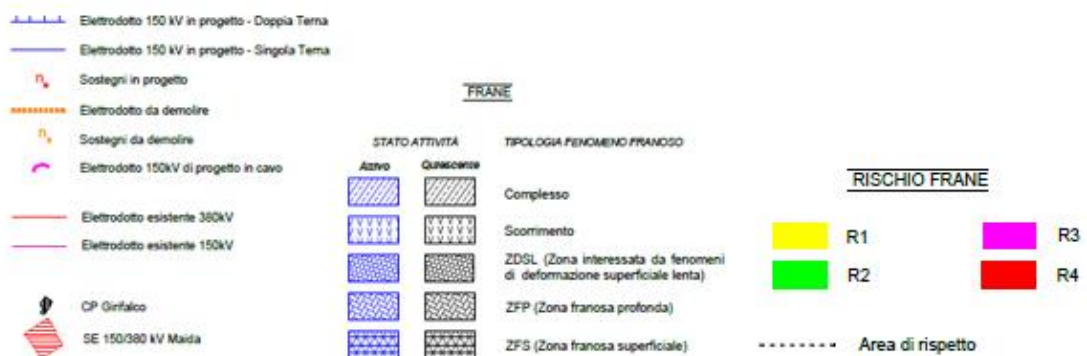 Elettrodotto 150 kV in progetto - Doppia Terna
Elettrodotto 150 kV in progetto - Singola Terna
n.
Sostegni in progetto
Elettrodotto da demolire
n.
Sostegni da demolire
Elettrodotto 150kV di progetto in cavo
Elettrodotto esistente 380kV
Elettrodotto esistente 150kV
CP Girifalco
SE 150/380 kV Maida
FRANE
STATO ATTIVITÀ
TIPOLOGIA FENOMENO FRANOSO
Attivo
Quiescente
Complesso
Scorrimento
ZDSL (Zona interessata da fenomeni
di deformazione superficiale lenta)
ZFP (Zona franosa profonda)
ZFS (Zona franosa superficiale)
RISCHIO FRANE
R1
R3
R2
R4
Area di rispetto